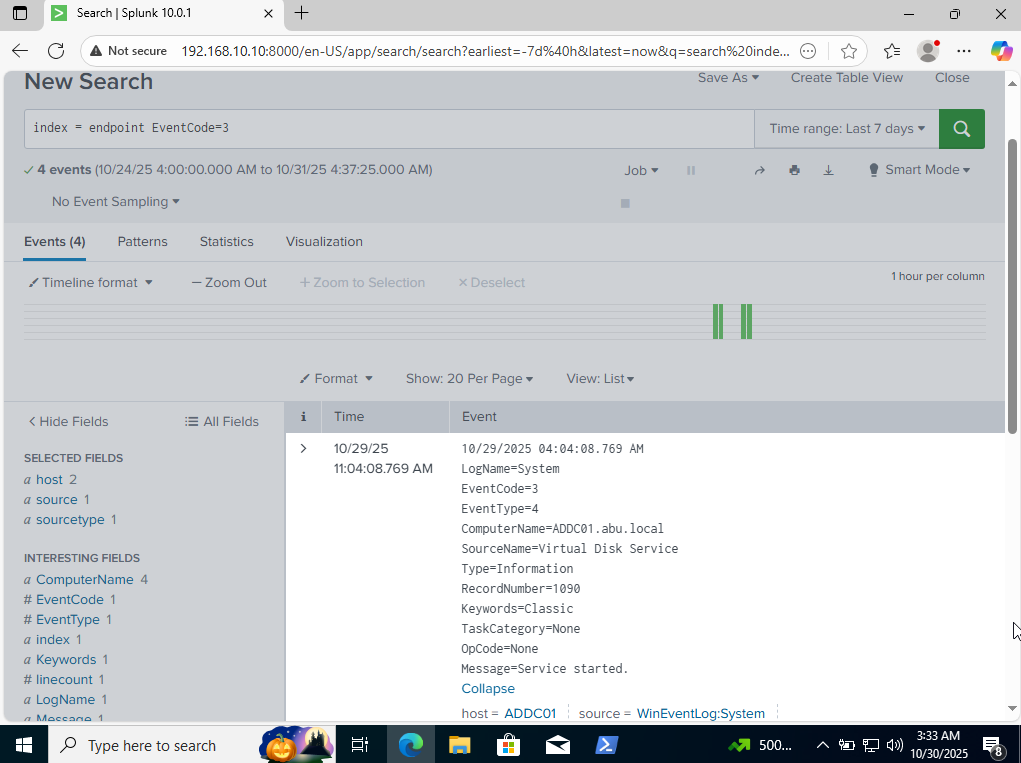 Search | Splunk 10.0.1
Not secure 192.168.10.10:8000/en-US/app/search/search?earliest=-7d%40h&latest=now&q=search%20inde...
New Search
Save As Create Table View Close
index = endpoint EventCode=3
Time range: Last 7 days
4 events (10/24/25 4:00:00.000 AM to 10/31/25 4:37:25.000 AM)
Job Smart Mode
No Event Sampling
Events (4) Patterns Statistics Visualization
Timeline format — Zoom Out + Zoom to Selection × Deselect
1 hour per column
Format Show: 20 Per Page View: List
< Hide Fields All Fields
i Time Event
SELECTED FIELDS
a host 2
a source 1
a sourcetype 1
INTERESTING FIELDS
a ComputerName 4
# EventCode 1
# EventType 1
a index 1
a Keywords 1
# linecount 1
a LogName 1
a Message 1
> 10/29/25
11:04:08.769 AM
10/29/2025 04:04:08.769 AM
LogName=System
EventCode=3
EventType=4
ComputerName=ADDC01.abu.local
SourceName=Virtual Disk Service
Type=Information
RecordNumber=1090
Keywords=Classic
TaskCategory=None
OpCode=None
Message=Service started.
Collapse
host = ADDC01 source = WinEventLog:System
Type here to search
500...
3:33 AM
10/30/2025
8